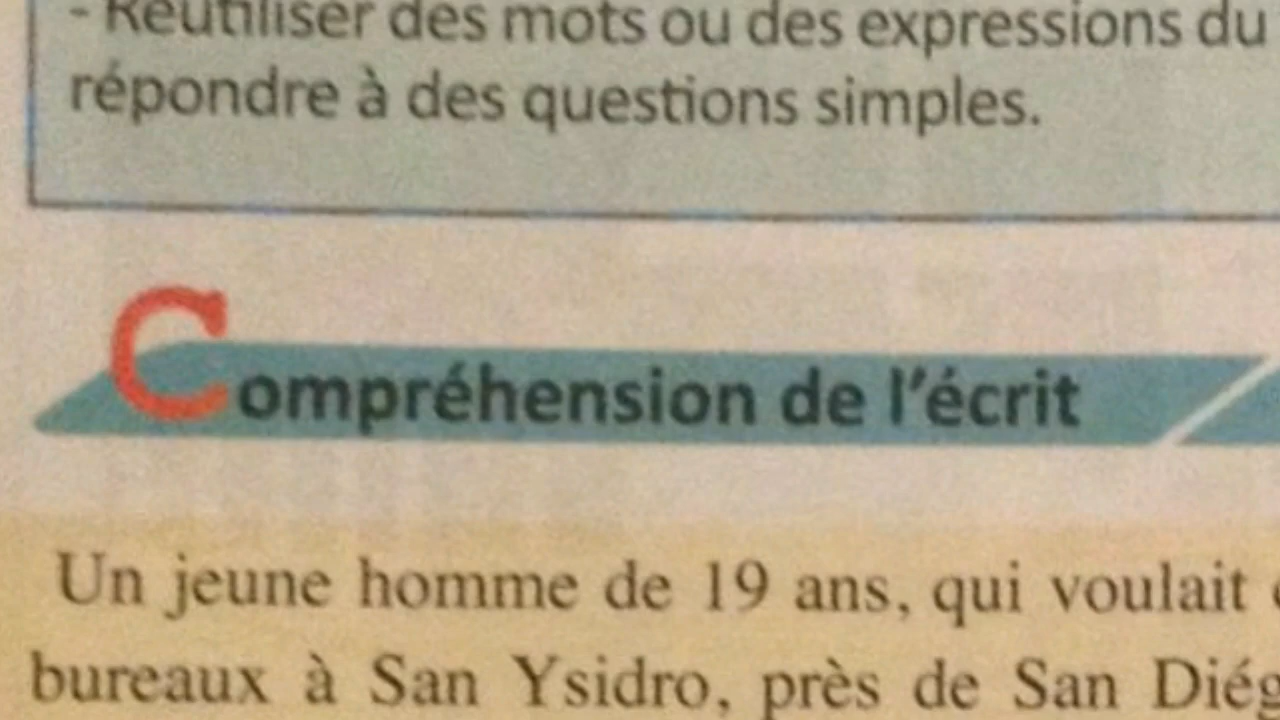 - Réutiliser des mots ou des expressions du
répondre à des questions simples.
Compréhension de l'écrit
Un jeune homme de 19 ans, qui voulait
bureaux à San Ysidro, près de San